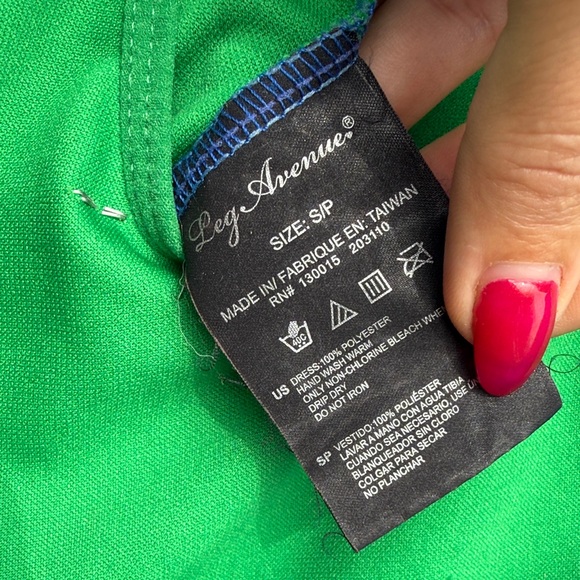 Leg Avenue®
SIZE: S/P
MADE IN/ FABRIQUE EN: TAIWAN
RN# 130015 203110
40C
US DRESS:100% POLYESTER
HAND WASH WARM
ONLY NON-CHLORINE BLEACH WHE
DRIP DRY
DO NOT IRON
SP VESTIDO:100% POLIÉSTER
LAVAR A MANO CON AGUA TIBIA
CUANDO SEA NECESARIO, USE
BLANQUEADOR SIN CLORO
COLGAR PARA SECAR
NO PLANCHAR